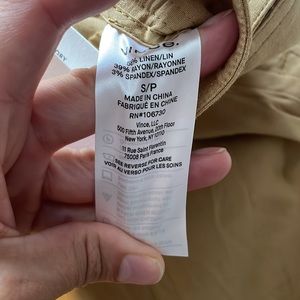 VINCE.
58% LINEN/LIN
39% RAYON/RAYONNE
3% SPANDEX/SPANDEX
S/P
MADE IN CHINA
FABRIQUÉ EN CHINE
RN#106730
Vince, LLC
500 Fifth Avenue, 20th Floor
New York, NY 10110
11 Rue Saint Florentin
75008 Paris France
SEE REVERSE FOR CARE
VOIR AU VERSO POUR LES SOINS